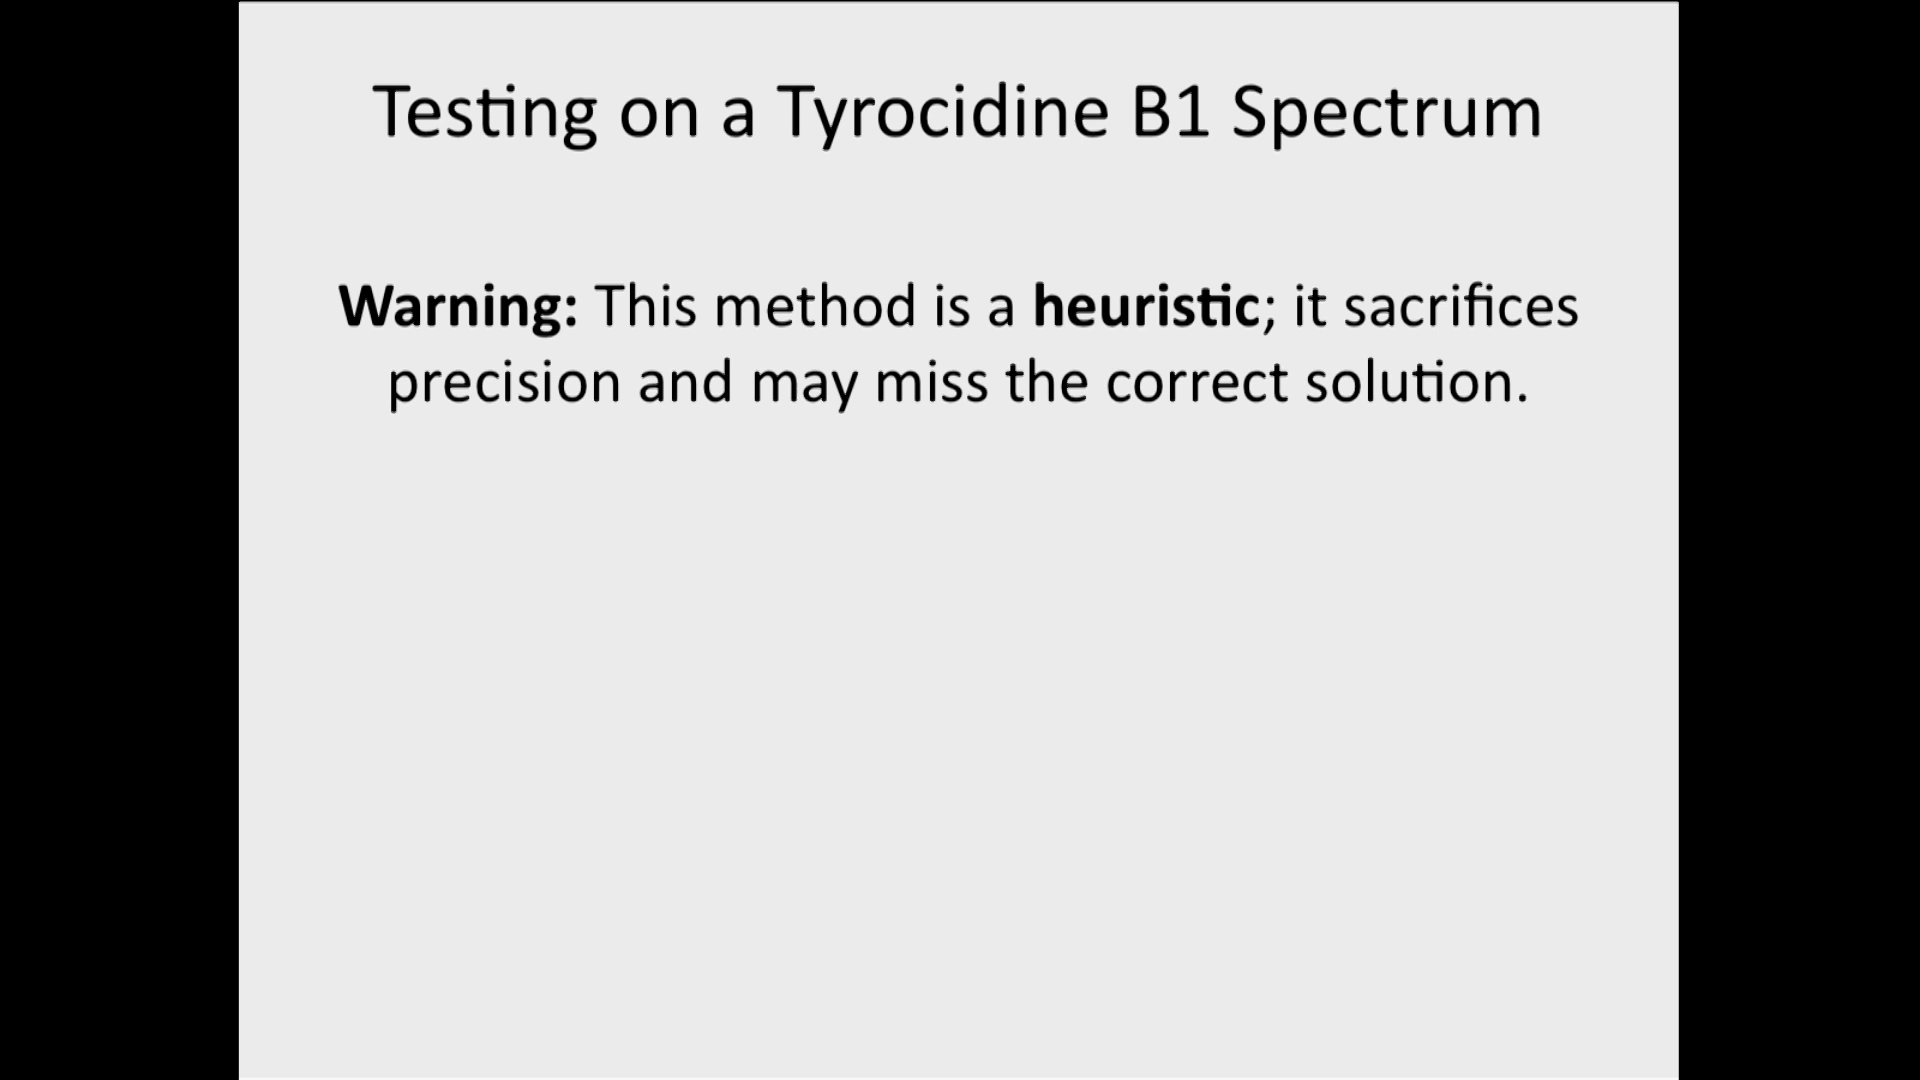 Testing on a Tyrocidine B1 Spectrum
Warning: This method is a heuristic; it sacrifices
precision and may miss the correct solution.